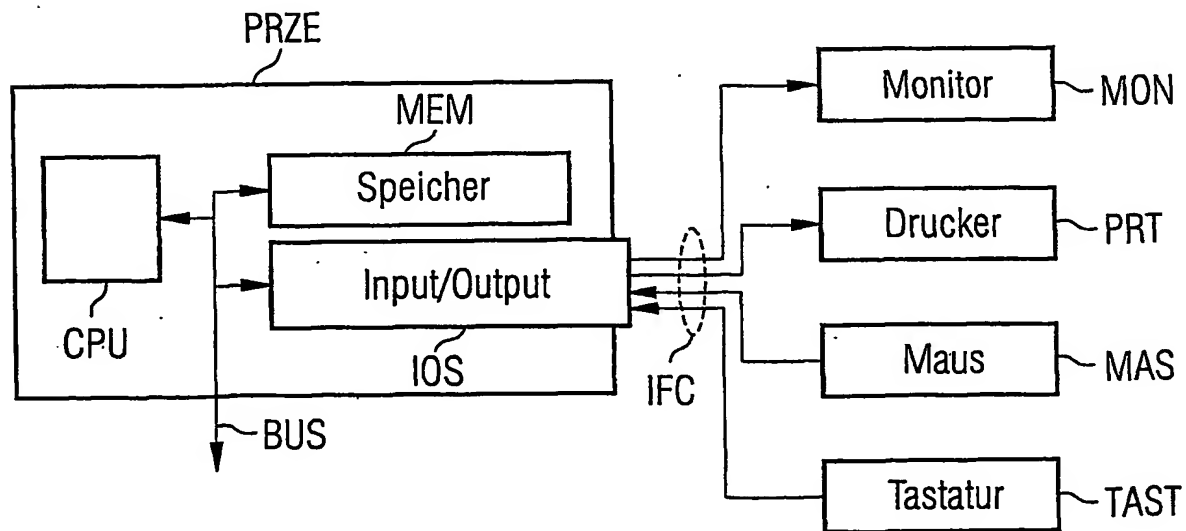 PRZE
MEM
Speicher
CPU
Input/Output
IOS
BUS
IFC
Monitor
MON
Drucker
PRT
Maus
MAS
Tastatur
TAST